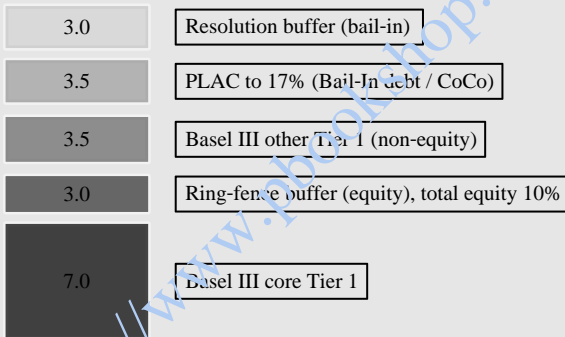 3.0 Resolution buffer (bail-in)
3.5 PLAC to 17% (Bail-In debt / CoCo)
3.5 Basel III other Tier 1 (non-equity)
3.0 Ring-fence buffer (equity), total equity 10%
7.0 Basel III core Tier 1
//www.pbookshop.